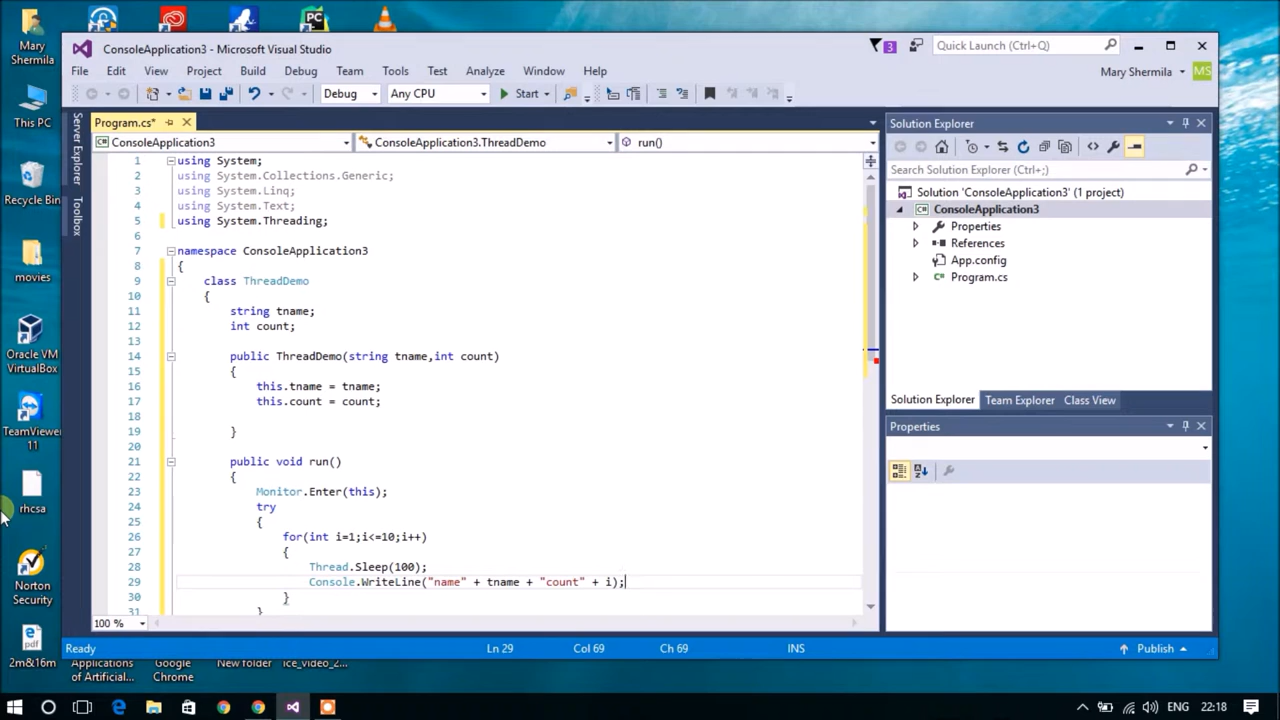 Mary
Shermila
This PC
Recycle Bin
movies
Oracle VM
VirtualBox
TeamViewer
11
rhcsa
Norton
Security
2m&16m
Applications
of Artificial...
Google
Chrome
New folder
ice_video_2...
PC
ConsoleApplication3 - Microsoft Visual Studio
3
Quick Launch (Ctrl+;)
File Edit View Project Build Debug Team Tools Test Analyze Window Help
Mary Shermila MS
Debug Any CPU Start
Server Explorer
Toolbox
Program.cs*
ConsoleApplication3 ConsoleApplication3.ThreadDemo run()
1 using System;
2 using System.Collections.Generic;
3 using System.Linq;
4 using System.Text;
5 using System.Threading;
6
7 namespace ConsoleApplication3
8 {
9 class ThreadDemo
10 {
11 string tname;
12 int count;
13
14 public ThreadDemo(string tname,int count)
15 {
16 this.tname = tname;
17 this.count = count;
18
19 }
20
21 public void run()
22 {
23 Monitor.Enter(this);
24 try
25 {
26 for(int i=1;i<=10;i++)
27 {
28 Thread.Sleep(100);
29 Console.WriteLine("name" + tname + "count" + i);
30 }
31 }
100 %
Solution Explorer
Search Solution Explorer (Ctrl+;)
Solution 'ConsoleApplication3' (1 project)
ConsoleApplication3
Properties
References
App.config
Program.cs
Solution Explorer Team Explorer Class View
Properties
Ready Ln 29 Col 69 Ch 69 INS Publish
ENG 22:18